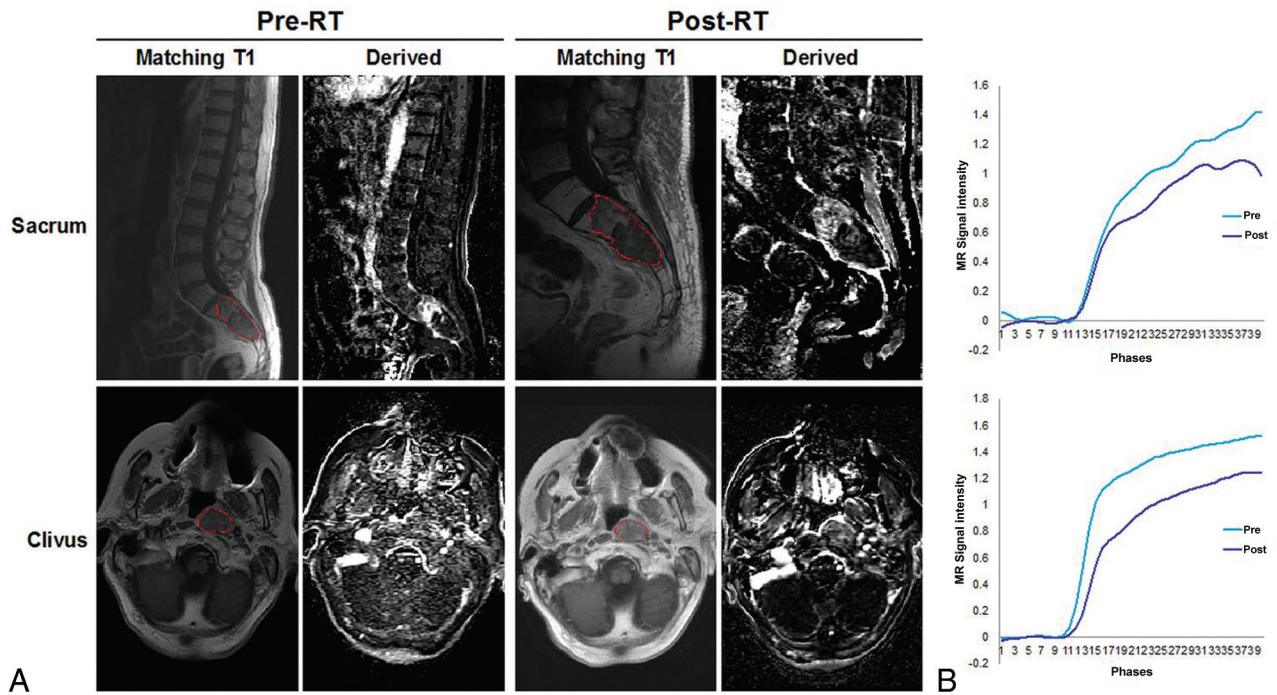 Pre-RT
Post-RT
Matching T1
Derived
Matching T1
Derived
Sacrum
Clivus
A
1.6
1.4
1.2
1
0.8
0.6
0.4
0.2
0
-0.2
MR Signal intensity
1 3 5 7 9 11 13 15 17 19 21 23 25 27 29 31 33 35 37 39
Phases
Pre
Post
1.8
1.6
1.4
1.2
1
0.8
0.6
0.4
0.2
0
-0.2
MR Signal intensity
1 3 5 7 9 11 13 15 17 19 21 23 25 27 29 31 33 35 37 39
Phases
Pre
Post
B